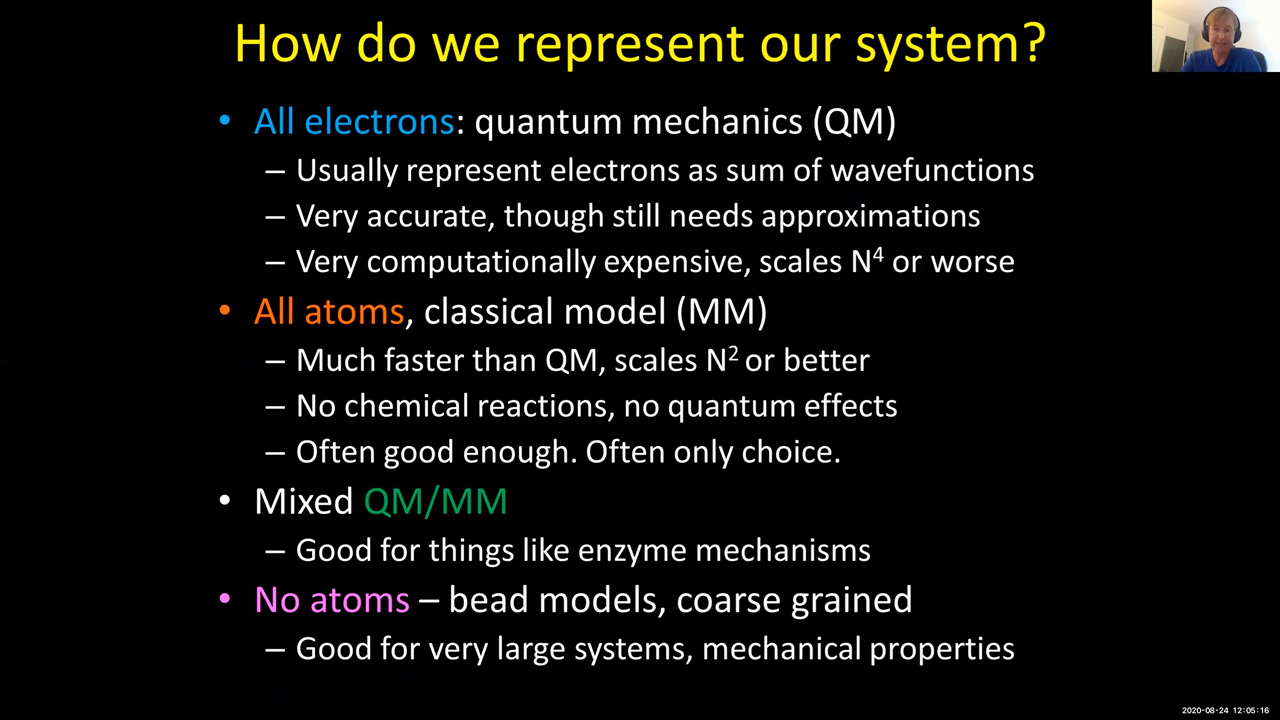 How do we represent our system?
• All electrons: quantum mechanics (QM)
– Usually represent electrons as sum of wavefunctions
– Very accurate, though still needs approximations
– Very computationally expensive, scales N⁴ or worse
• All atoms, classical model (MM)
– Much faster than QM, scales N² or better
– No chemical reactions, no quantum effects
– Often good enough. Often only choice.
• Mixed QM/MM
– Good for things like enzyme mechanisms
• No atoms – bead models, coarse grained
– Good for very large systems, mechanical properties
2020-08-24 12:05:16